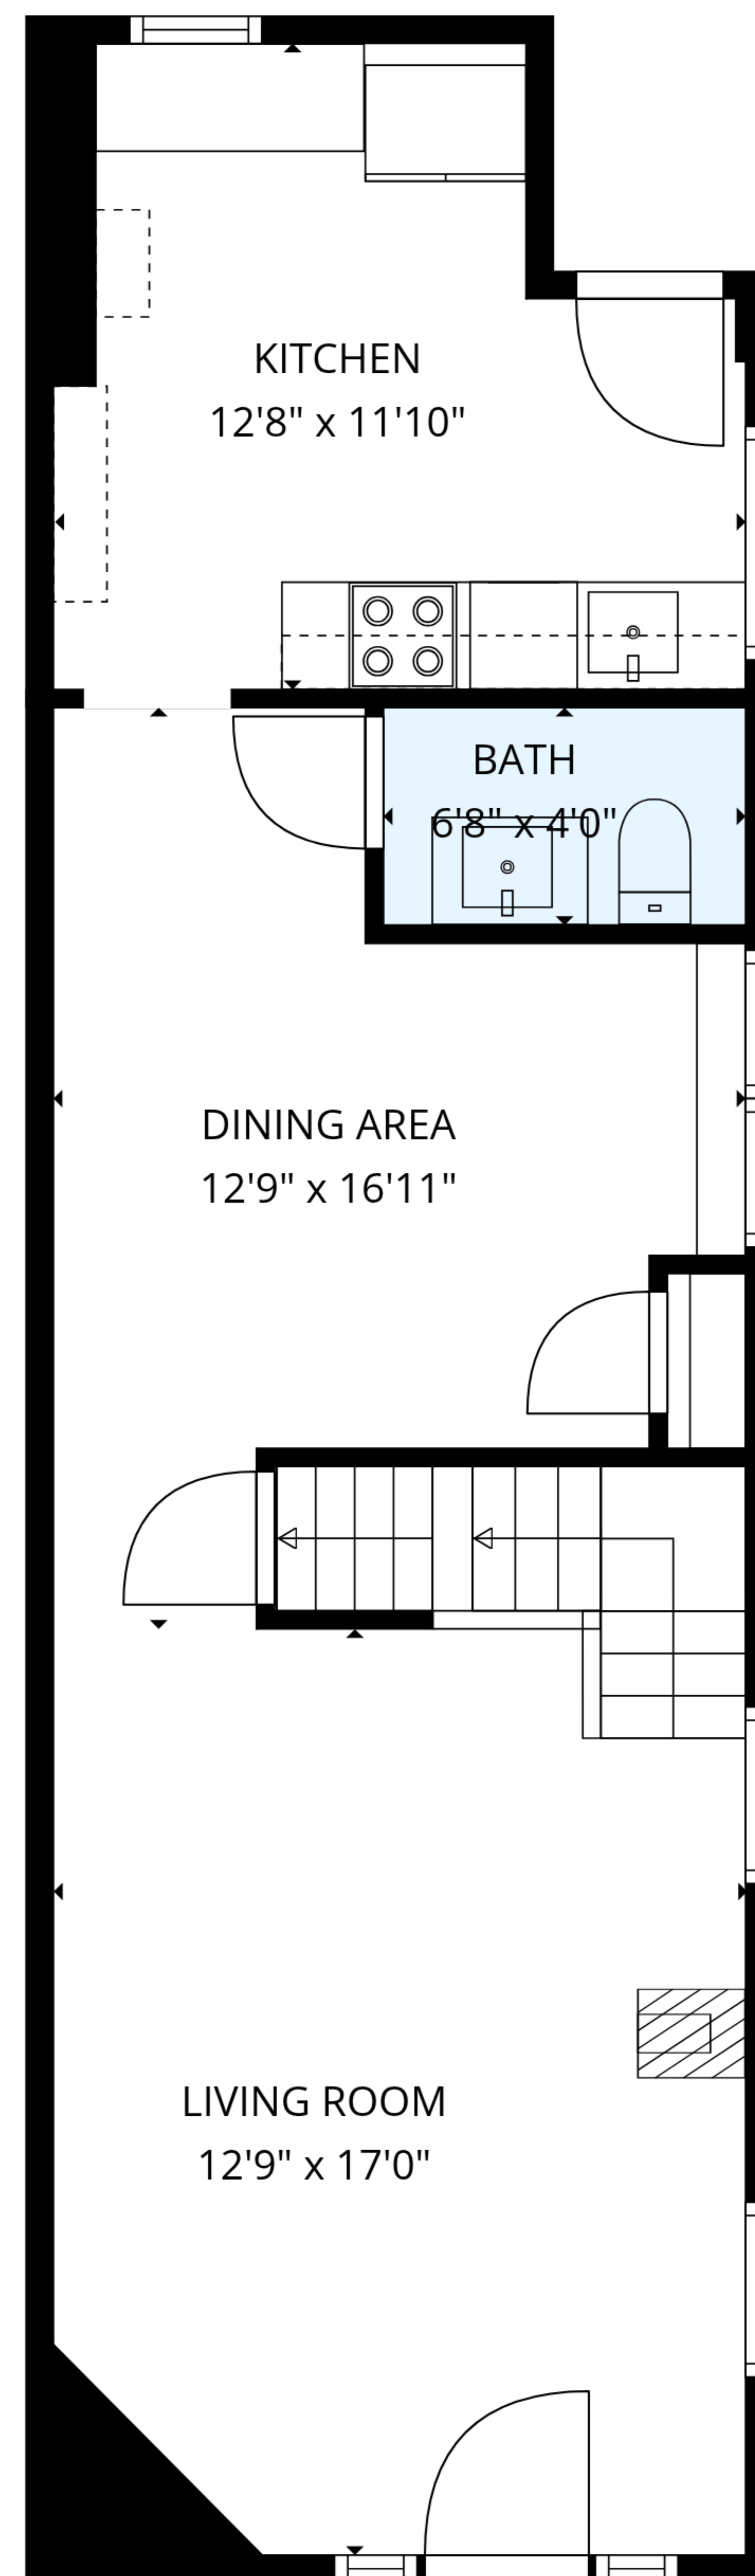 KITCHEN
12'8" x 11'10"
BATH
6'8" x 4'0"
DINING AREA
12'9" x 16'11"
LIVING ROOM
12'9" x 17'0"